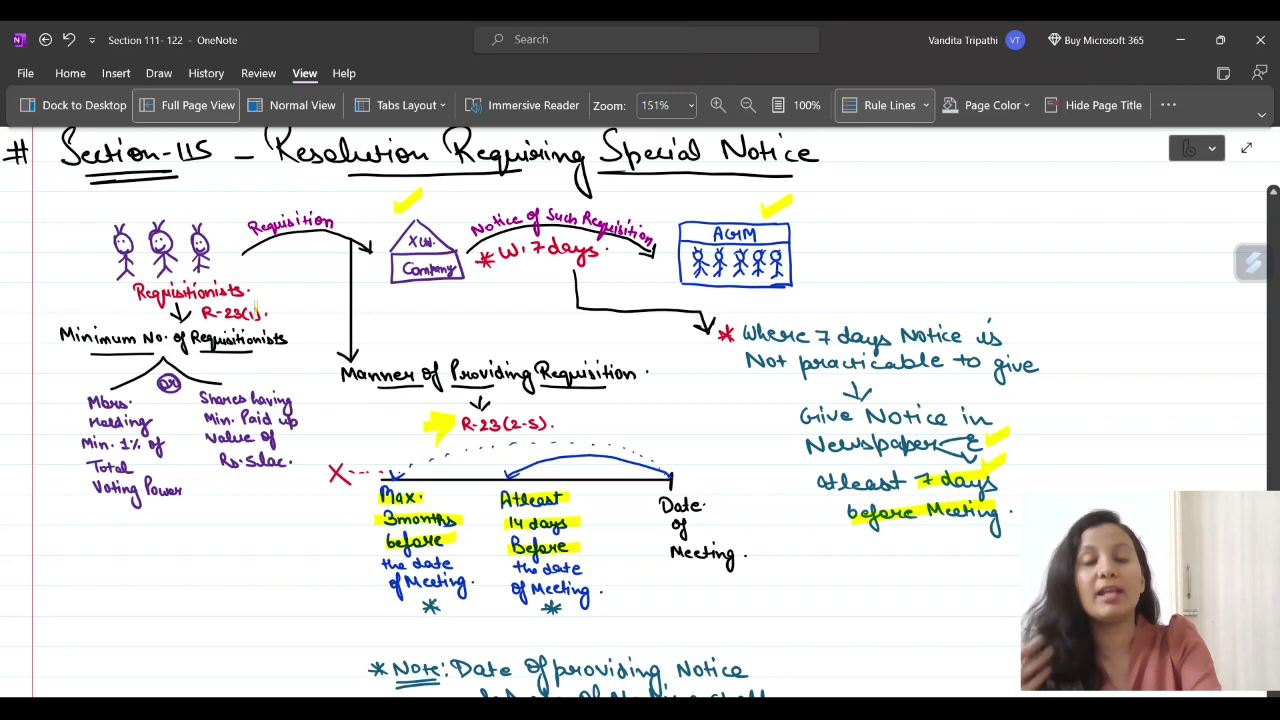 Section 111- 122 - OneNote
Search
Vandita Tripathi
VT
Buy Microsoft 365
File
Home
Insert
Draw
History
Review
View
Help
Dock to Desktop
Full Page View
Normal View
Tabs Layout
Immersive Reader
Zoom:
151%
100%
Rule Lines
Page Color
Hide Page Title
# Section-115 - Resolution Requiring Special Notice
Requisition
X Ltd.
Company
Notice of Such Requisition
* W. 7 days.
AGM
Requisitionists.
R-23(1).
Minimum No. of Requisitionists
OR
Mbrs.
Holding
Min. 1% of
Total
Voting Power
Shares having
Min. Paid up
Value of
Rs. 5 lac.
Manner of Providing Requisition.
R-23(2-5).
X
Max.
3 months
before
the date
of Meeting.
*
Atleast
14 days
Before
the date
of Meeting.
*
Date
of
Meeting.
* Where 7 days Notice is
Not practicable to give
Give Notice in
Newspaper &
atleast 7 days
before Meeting.
* Note: Date of providing Notice